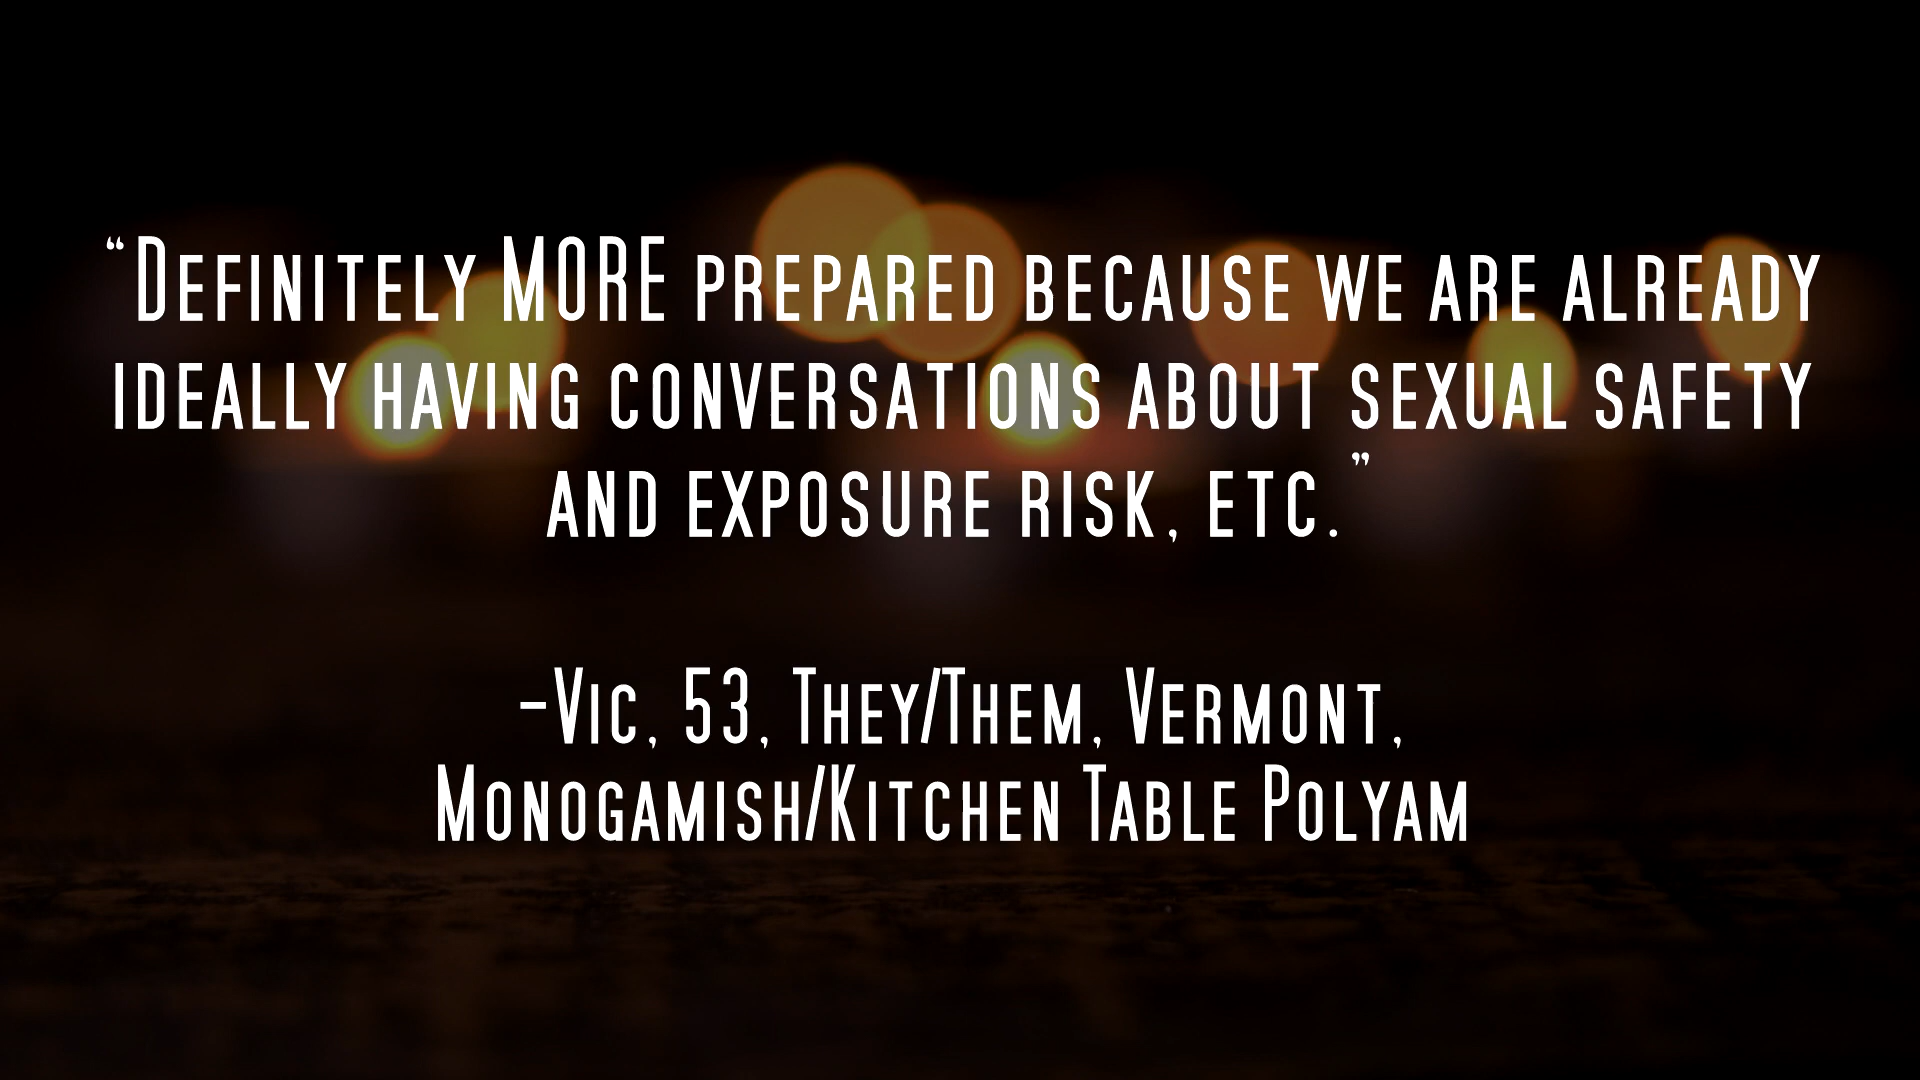 “Definitely MORE prepared because we are already
ideally having conversations about sexual safety
and exposure risk, etc.”
-Vic, 53, They/Them, Vermont,
Monogamish/Kitchen Table Polyam